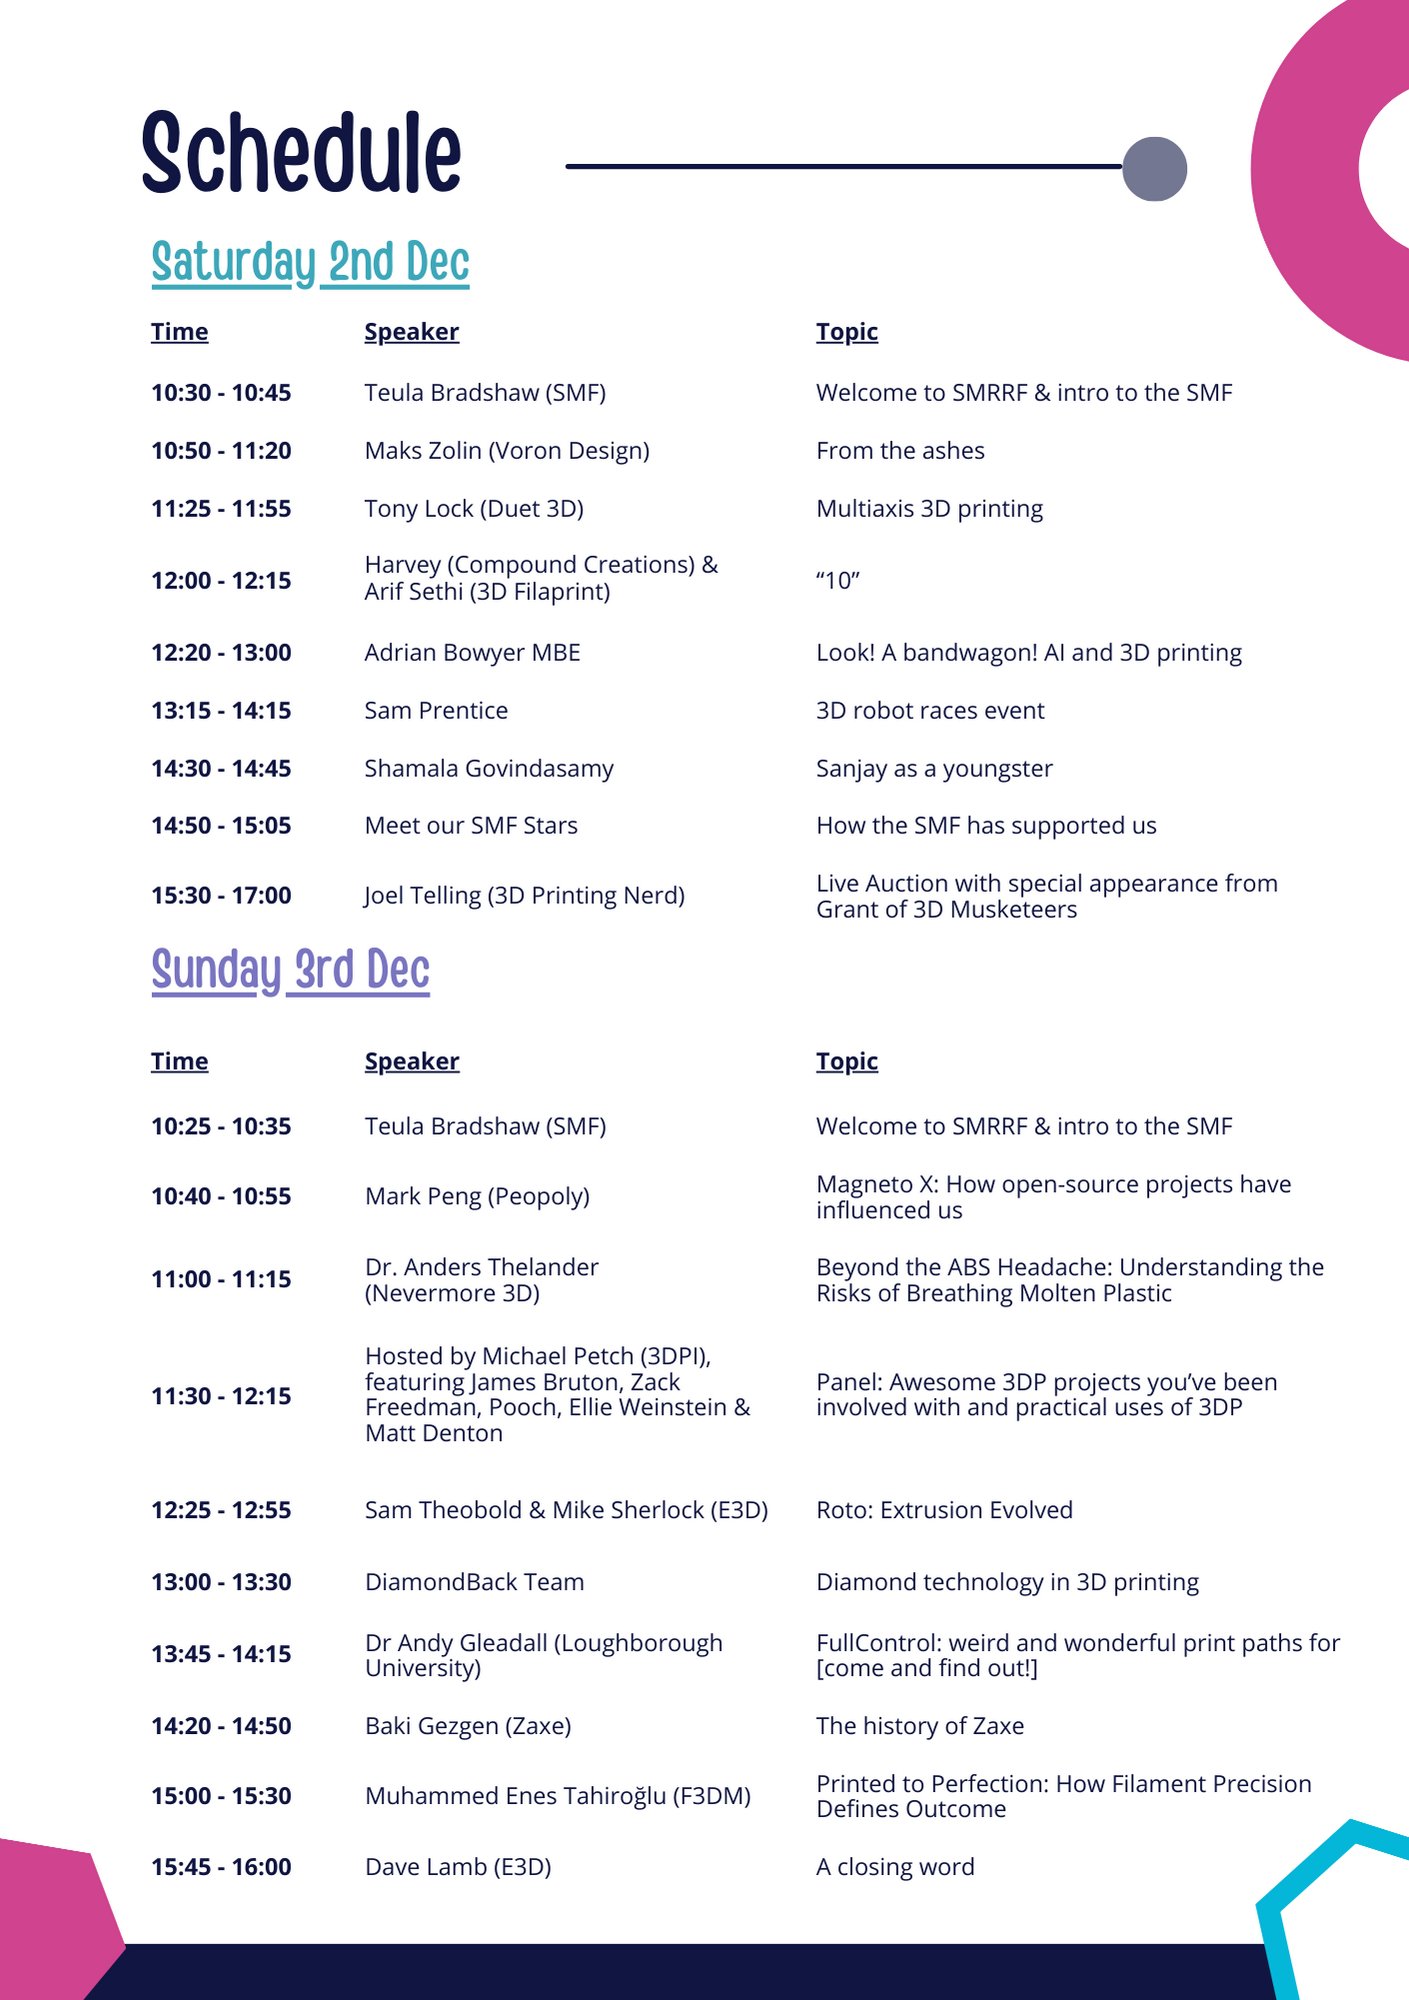 Schedule
Saturday 2nd Dec
Time Speaker Topic
10:30 - 10:45 Teula Bradshaw (SMF) Welcome to SMRRF & intro to the SMF
10:50 - 11:20 Maks Zolin (Voron Design) From the ashes
11:25 - 11:55 Tony Lock (Duet 3D) Multiaxis 3D printing
12:00 - 12:15 Harvey (Compound Creations) &
Arif Sethi (3D Filaprint) “10”
12:20 - 13:00 Adrian Bowyer MBE Look! A bandwagon! AI and 3D printing
13:15 - 14:15 Sam Prentice 3D robot races event
14:30 - 14:45 Shamala Govindasamy Sanjay as a youngster
14:50 - 15:05 Meet our SMF Stars How the SMF has supported us
15:30 - 17:00 Joel Telling (3D Printing Nerd) Live Auction with special appearance from
Grant of 3D Musketeers
Sunday 3rd Dec
Time Speaker Topic
10:25 - 10:35 Teula Bradshaw (SMF) Welcome to SMRRF & intro to the SMF
10:40 - 10:55 Mark Peng (Peopoly) Magneto X: How open-source projects have
influenced us
11:00 - 11:15 Dr. Anders Thelander
(Nevermore 3D) Beyond the ABS Headache: Understanding the
Risks of Breathing Molten Plastic
11:30 - 12:15 Hosted by Michael Petch (3DPI),
featuring James Bruton, Zack
Freedman, Pooch, Ellie Weinstein &
Matt Denton Panel: Awesome 3DP projects you’ve been
involved with and practical uses of 3DP
12:25 - 12:55 Sam Theobold & Mike Sherlock (E3D) Roto: Extrusion Evolved
13:00 - 13:30 DiamondBack Team Diamond technology in 3D printing
13:45 - 14:15 Dr Andy Gleadall (Loughborough
University) FullControl: weird and wonderful print paths for
[come and find out!]
14:20 - 14:50 Baki Gezgen (Zaxe) The history of Zaxe
15:00 - 15:30 Muhammed Enes Tahiroğlu (F3DM) Printed to Perfection: How Filament Precision
Defines Outcome
15:45 - 16:00 Dave Lamb (E3D) A closing word